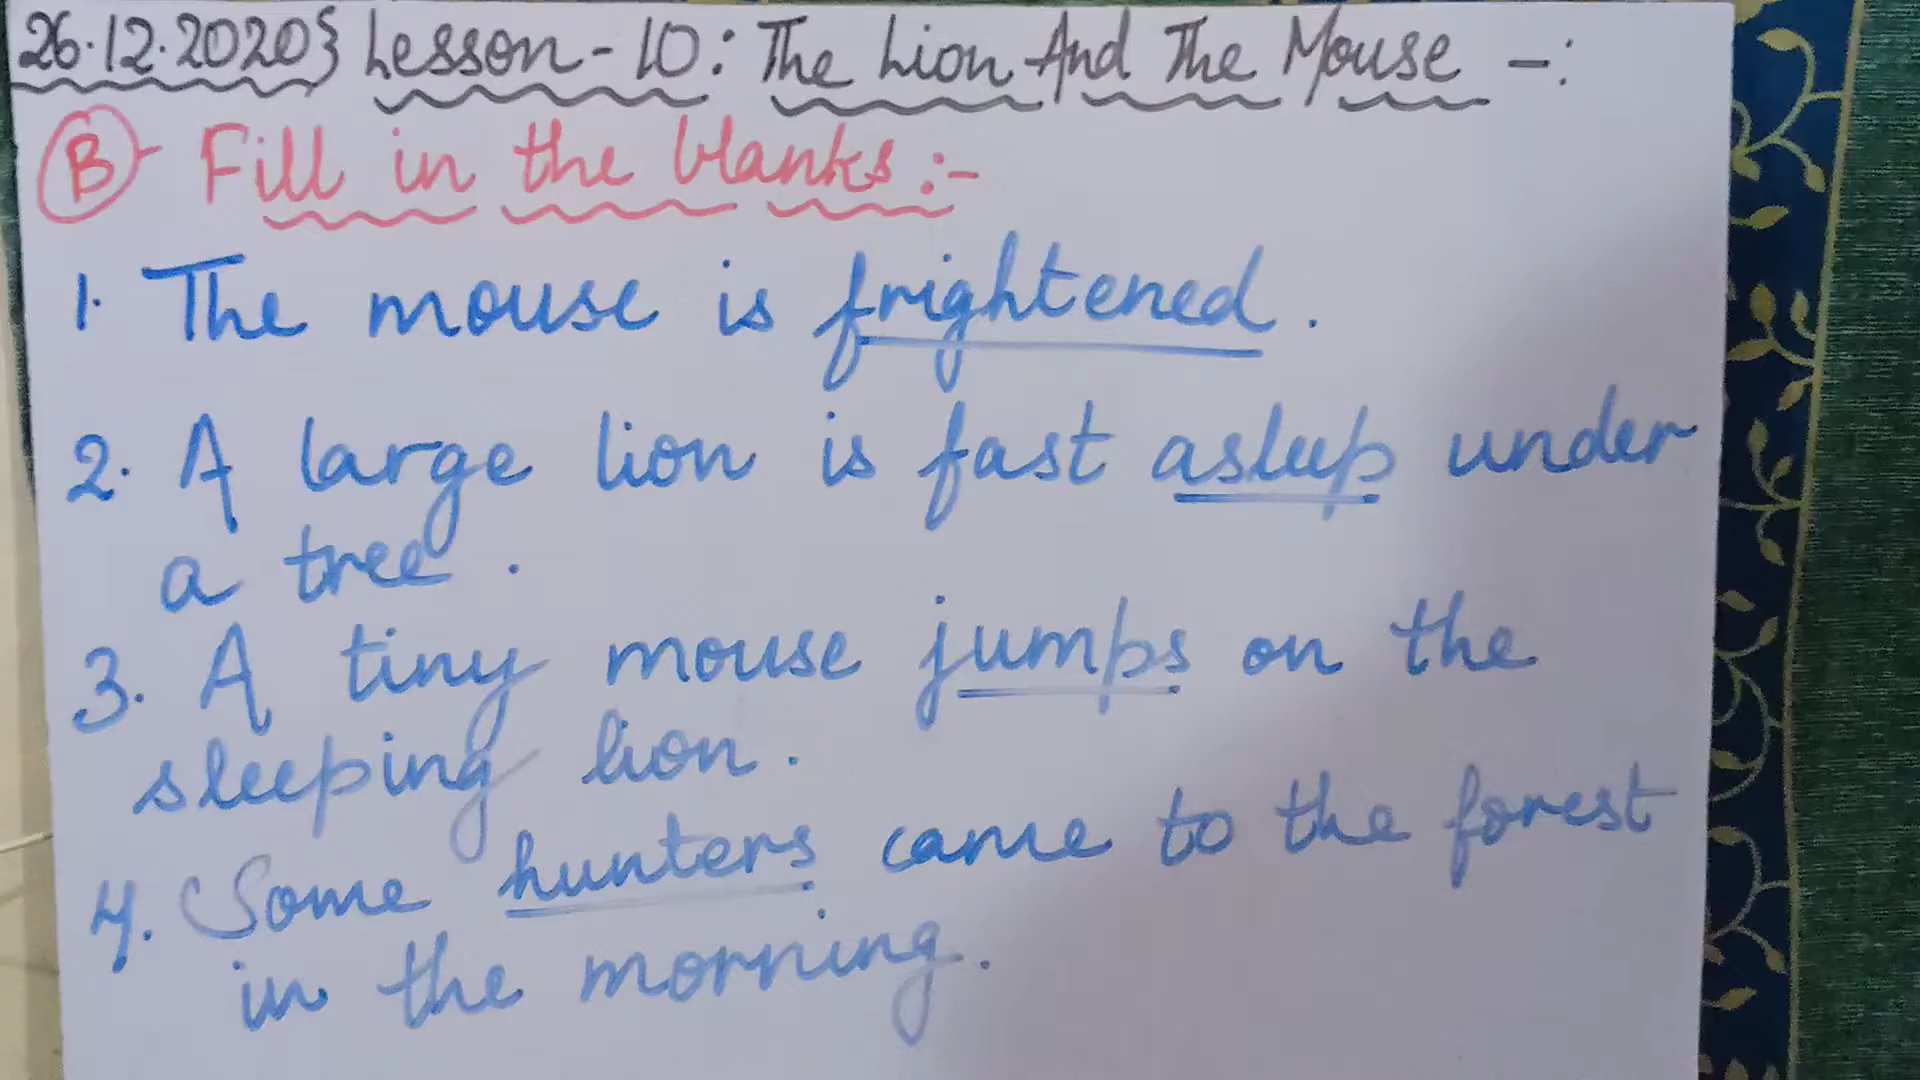 26.12.2020} Lesson-10: The Lion And The Mouse -:
B- Fill in the blanks:-
1. The mouse is frightened.
2. A large lion is fast asleep under
a tree.
3. A tiny mouse jumps on the
sleeping lion.
4. Some hunters came to the forest
in the morning.